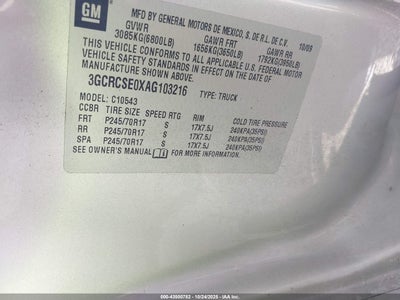 GM
MFD BY GENERAL MOTORS DE MEXICO, S. DE R.L. DE C.V.
GVWR GAWR FRT GAWR RR 10/09
3085KG(6800LB) 1656KG(3650LB) 1792KG(3950LB)
THIS VEHICLE CONFORMS TO ALL APPLICABLE U.S. FEDERAL MOTOR
VEHICLE SAFETY STANDARDS IN EFFECT ON THE DATE OF
MANUFACTURE SHOWN ABOVE.
3GCRCSE0XAG103216 TYPE: TRUCK
MODEL: C10543
CCBR TIRE SIZE SPEED RTG RIM COLD TIRE PRESSURE
FRT P245/70R17 S 17X7.5J 240KPA(35PSI)
RR P245/70R17 S 17X7.5J 240KPA(35PSI)
SPA P245/70R17 S 17X7.5J 240KPA(35PSI)
SEE OWNER'S MANUAL FOR ADDITIONAL INFORMATION.
10/24/2025